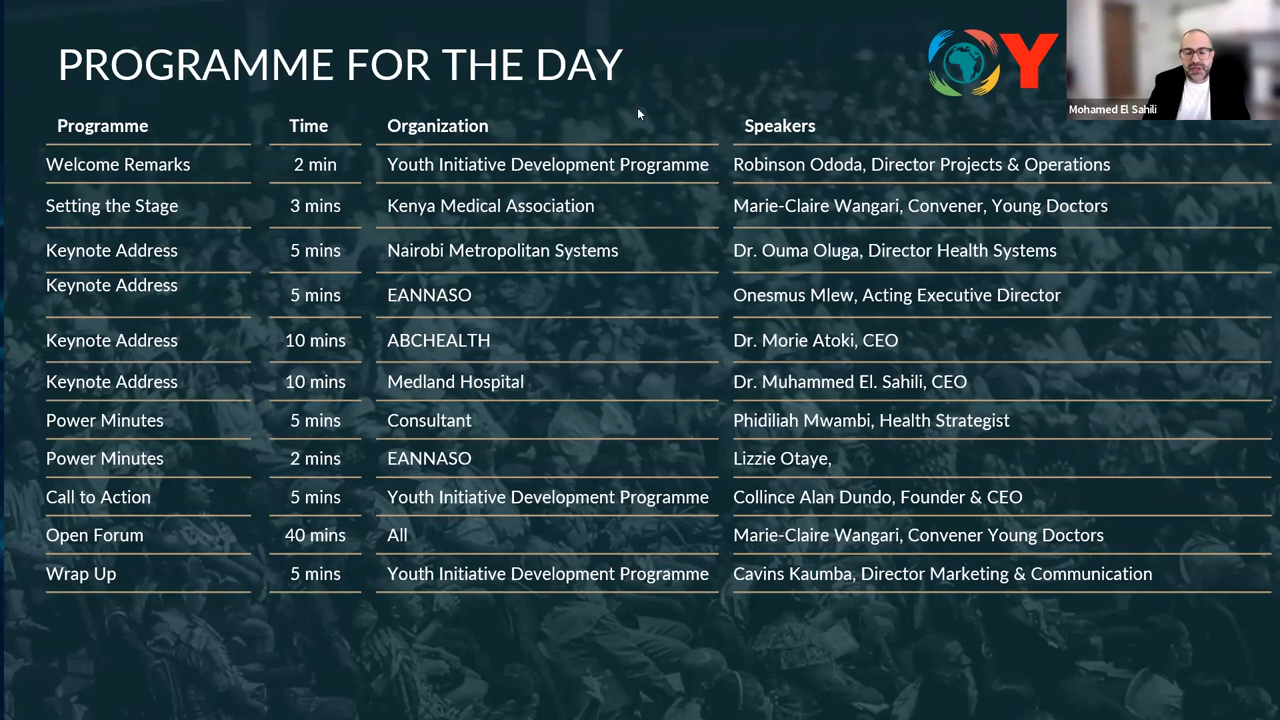 PROGRAMME FOR THE DAY
Y
Mohamed El Sahili
Programme Time Organization Speakers
Welcome Remarks 2 min Youth Initiative Development Programme Robinson Ododa, Director Projects & Operations
Setting the Stage 3 mins Kenya Medical Association Marie-Claire Wangari, Convener, Young Doctors
Keynote Address 5 mins Nairobi Metropolitan Systems Dr. Ouma Oluga, Director Health Systems
Keynote Address 5 mins EANNASO Onesmus Mlew, Acting Executive Director
Keynote Address 10 mins ABCHEALTH Dr. Morie Atoki, CEO
Keynote Address 10 mins Medland Hospital Dr. Muhammed El. Sahili, CEO
Power Minutes 5 mins Consultant Phidiliah Mwambi, Health Strategist
Power Minutes 2 mins EANNASO Lizzie Otaye,
Call to Action 5 mins Youth Initiative Development Programme Collince Alan Dundo, Founder & CEO
Open Forum 40 mins All Marie-Claire Wangari, Convener Young Doctors
Wrap Up 5 mins Youth Initiative Development Programme Cavins Kaumba, Director Marketing & Communication